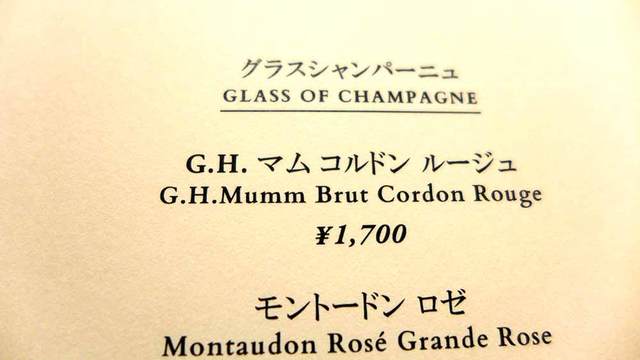 グラスシャンパーニュ
GLASS OF CHAMPAGNE
G.H. マム コルドン ルージュ
G.H.Mumm Brut Cordon Rouge
¥1,700
モントードン ロゼ
Montaudon Rosé Grande Rose